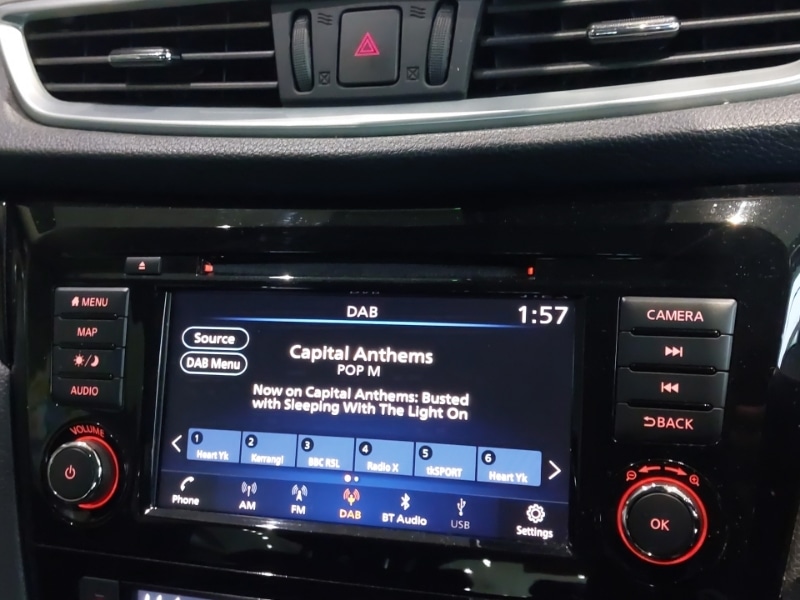 DAB
1:57
MENU
MAP
AUDIO
VOLUME
Source
DAB Menu
Capital Anthems
POP M
Now on Capital Anthems: Busted
with Sleeping With The Light On
1 Heart Yk
2 Kerrang!
3 BBC R5L
4 Radio X
5 tkSPORT
6 Heart Yk
Phone
AM
FM
DAB
BT Audio
USB
Settings
CAMERA
BACK
OK